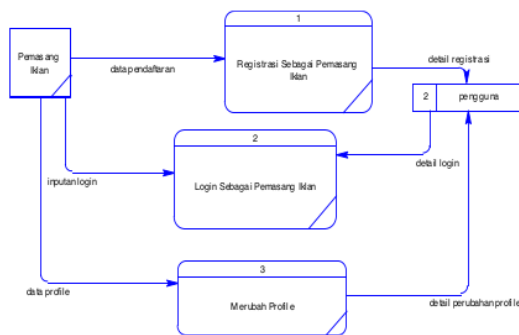 Pemasang
Iklan
data pendaftaran
1
Registrasi Sebagai Pemasang
Iklan
detail registrasi
2
pengguna
2
Login Sebagai Pemasang Iklan
inputan login
detail login
3
Merubah Profile
data profile
detail perubahan profile